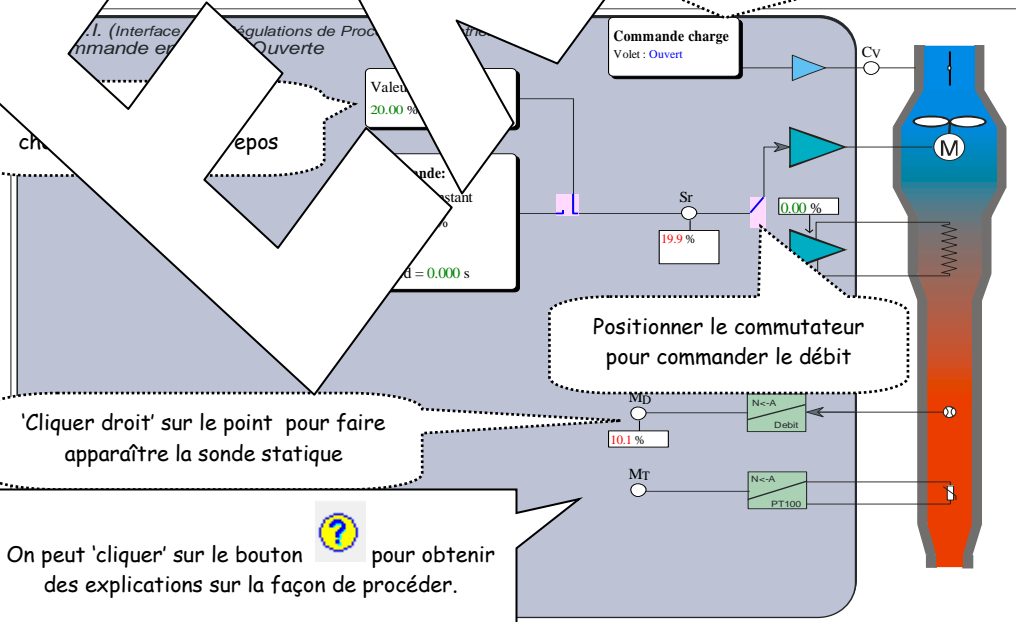 .I. (Interface
égulations de Proc
mmande en
Ouverte
Commande charge
Volet : Ouvert
Cv
20.00 %
epos
M
Sr
19.9 %
0.00 %
d = 0.000 s
Positionner le commutateur
pour commander le débit
'Cliquer droit' sur le point pour faire
apparaître la sonde statique
MD
10.1 %
N<-A
Debit
MT
N<-A
PT100
On peut 'cliquer' sur le bouton ? pour obtenir
des explications sur la façon de procéder.